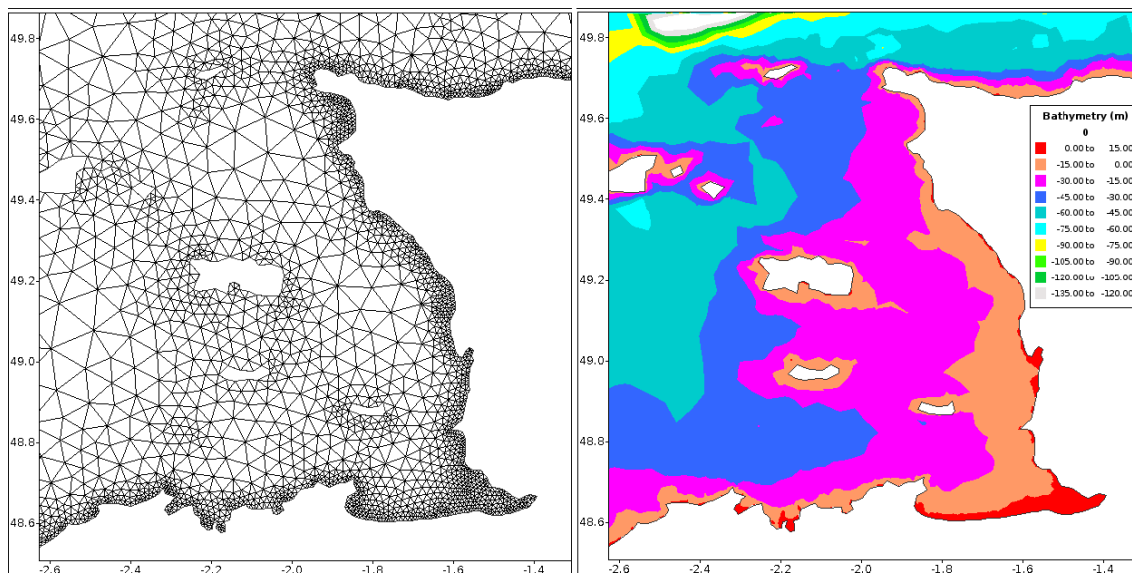 49.8
49.6
49.4
49.2
49.0
48.8
48.6
-2.6 -2.4 -2.2 -2.0 -1.8 -1.6 -1.4
49.8
49.6
49.4
49.2
49.0
48.8
48.6
-2.6 -2.4 -2.2 -2.0 -1.8 -1.6 -1.4
Bathymetry (m)
0
0.00 to 15.00
-15.00 to 0.00
-30.00 to -15.00
-45.00 to -30.00
-60.00 to -45.00
-75.00 to -60.00
-90.00 to -75.00
-105.00 to -90.00
-120.00 to -105.00
-135.00 to -120.00